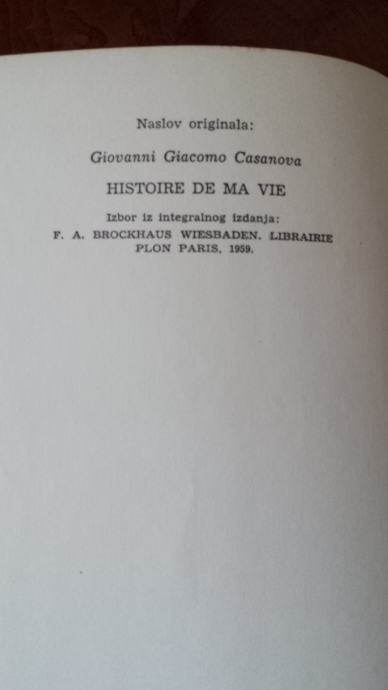 Naslov originala:
Giovanni Giacomo Casanova
HISTOIRE DE MA VIE
Izbor iz integralnog izdanja:
F. A. BROCKHAUS WIESBADEN. LIBRAIRIE
PLON PARIS, 1959.